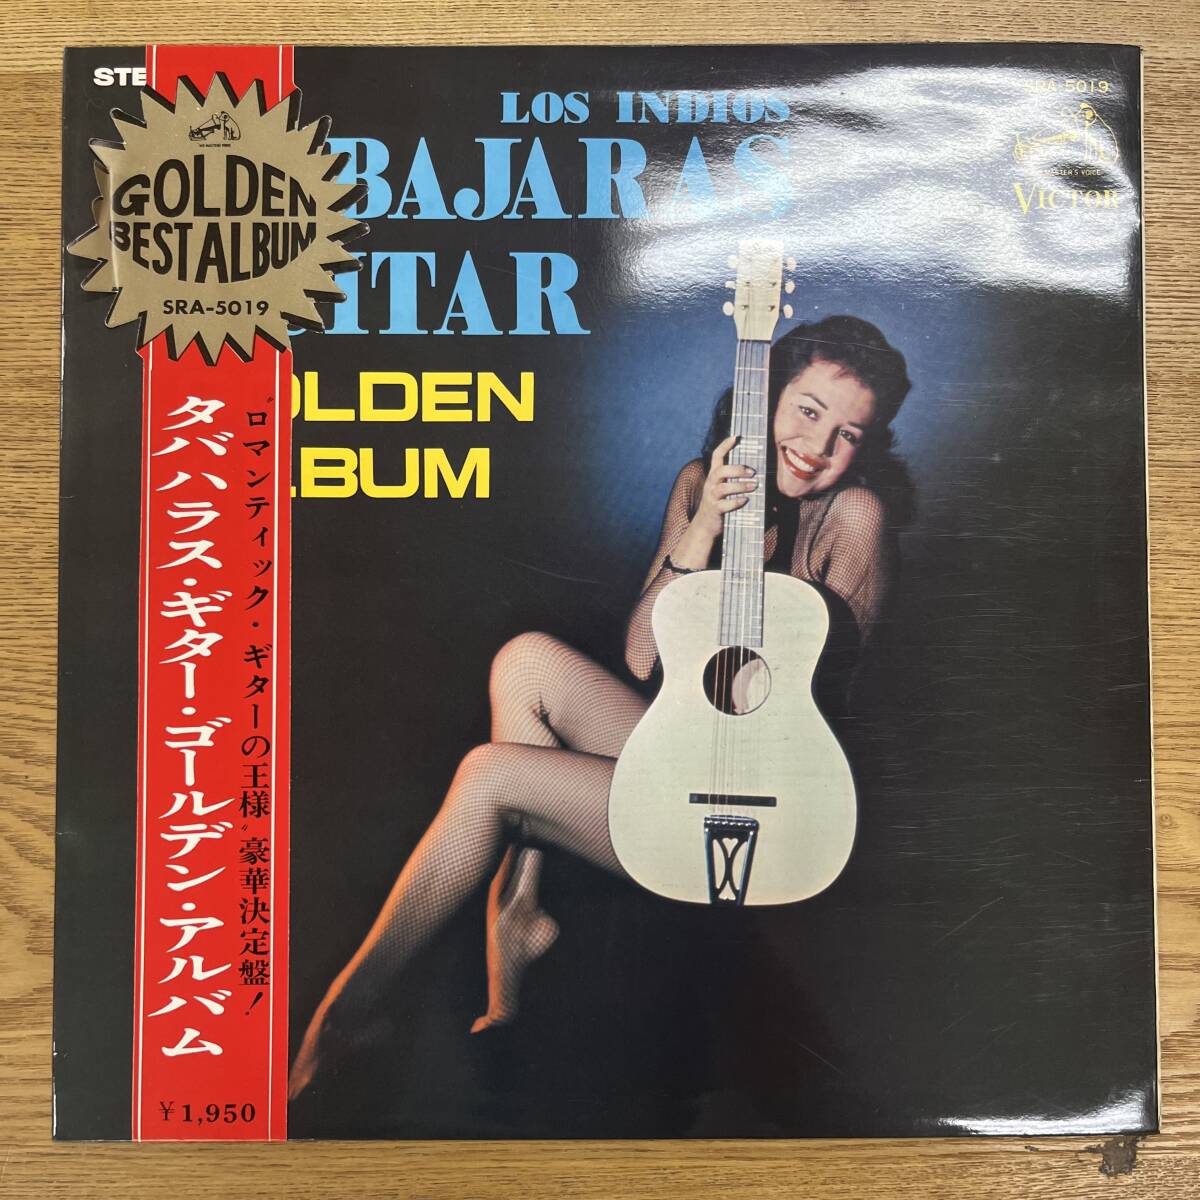 STE
LOS INDIOS
BAJARAS
ITAR
OLDEN
BUM
SRA-5019
VICTOR
GOLDEN
BEST ALBUM
SRA-5019
"ロマンティック・ギターの王様"豪華決定盤!
タバハラス・ギター・ゴールデン・アルバム
¥1,950